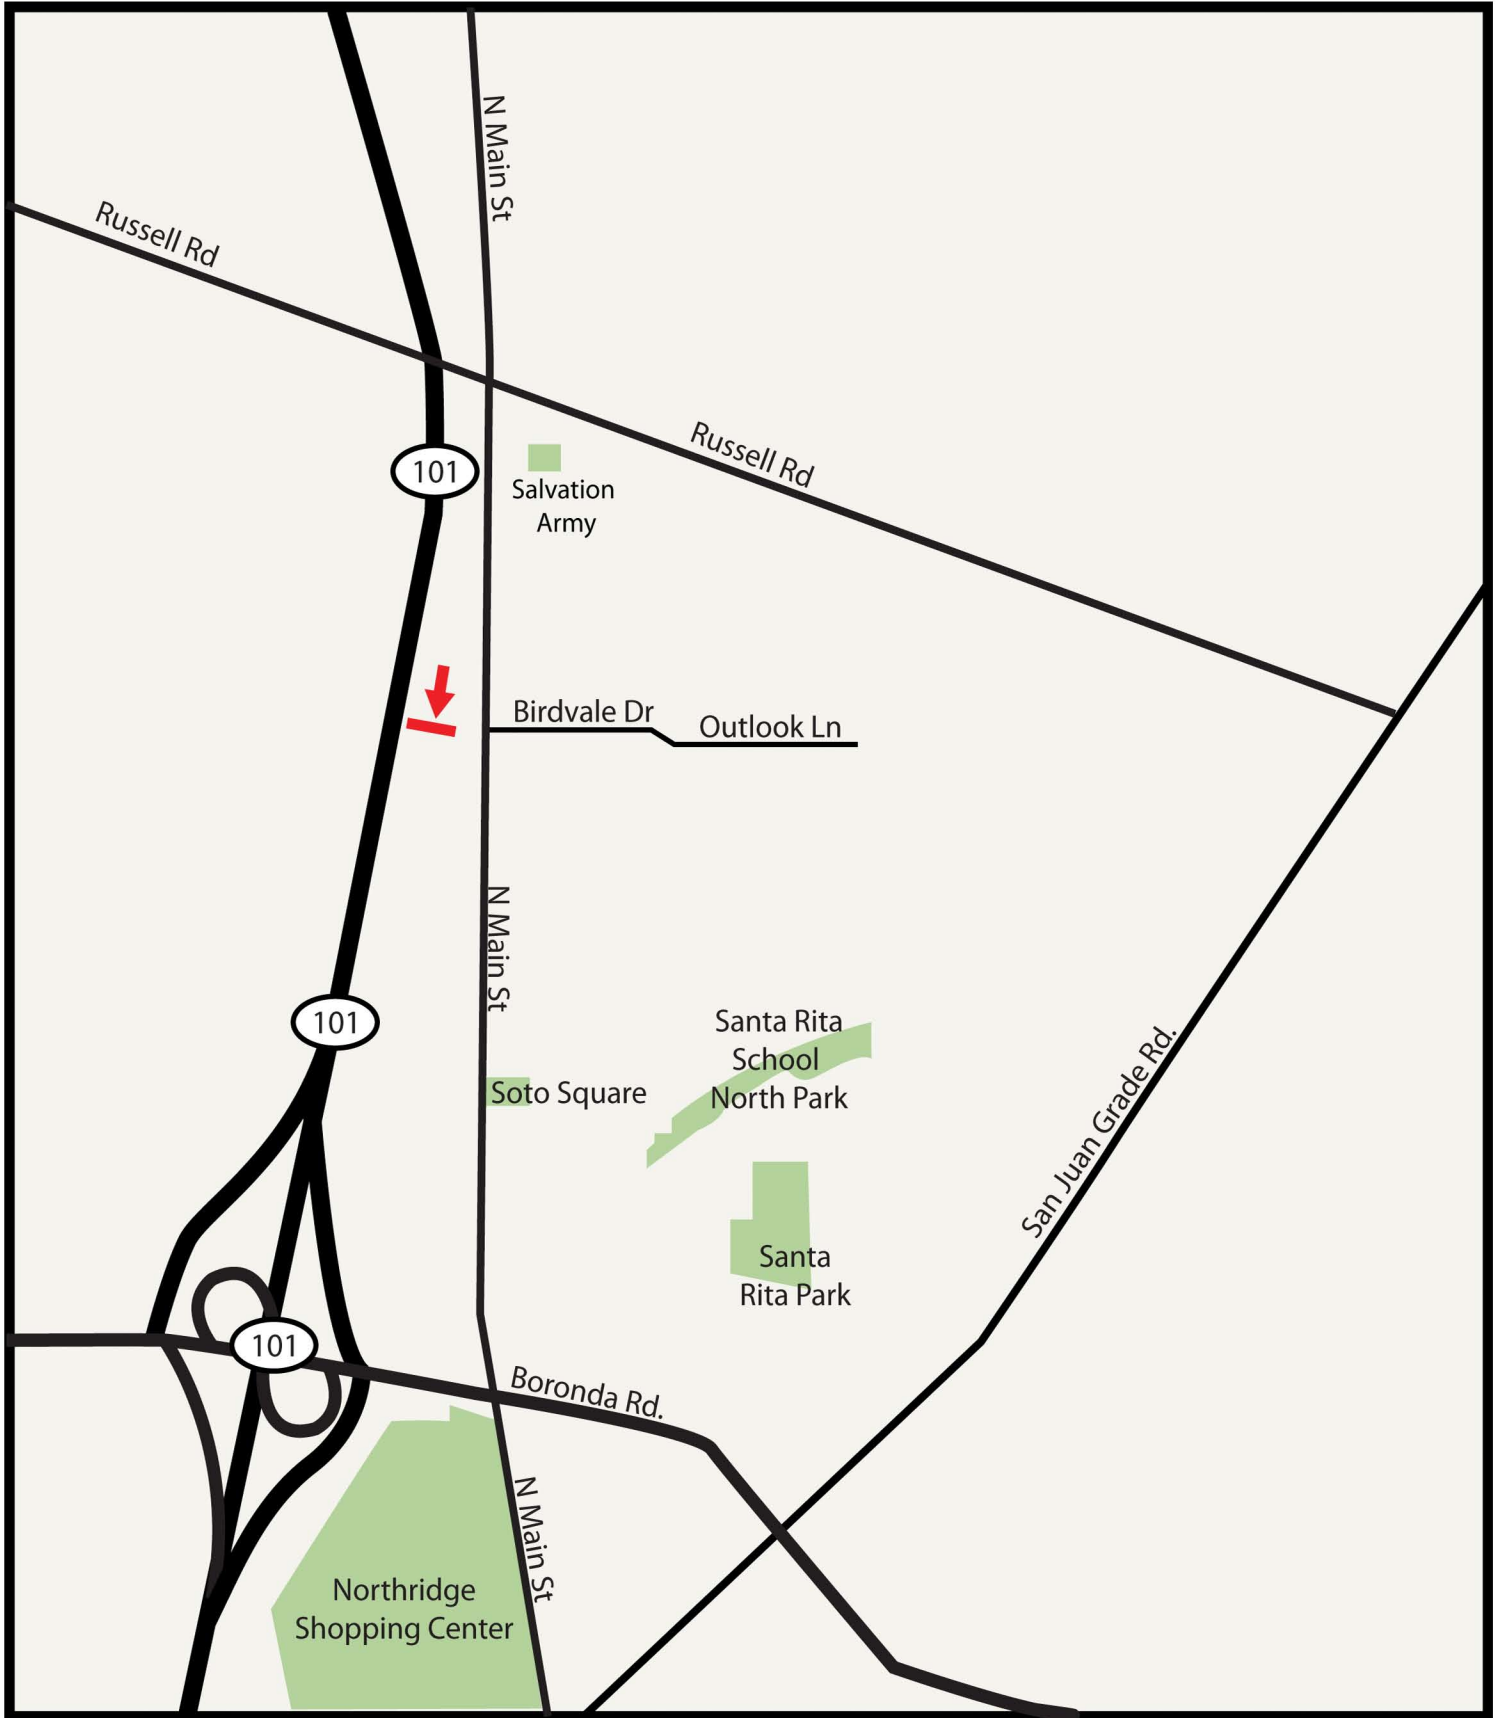 N Main St
Russell Rd
Russell Rd
101
Salvation
Army
Birdvale Dr
Outlook Ln
N Main St
101
Santa Rita
School
North Park
Soto Square
San Juan Grade Rd.
Santa
Rita Park
101
Boronda Rd.
N Main St
Northridge
Shopping Center